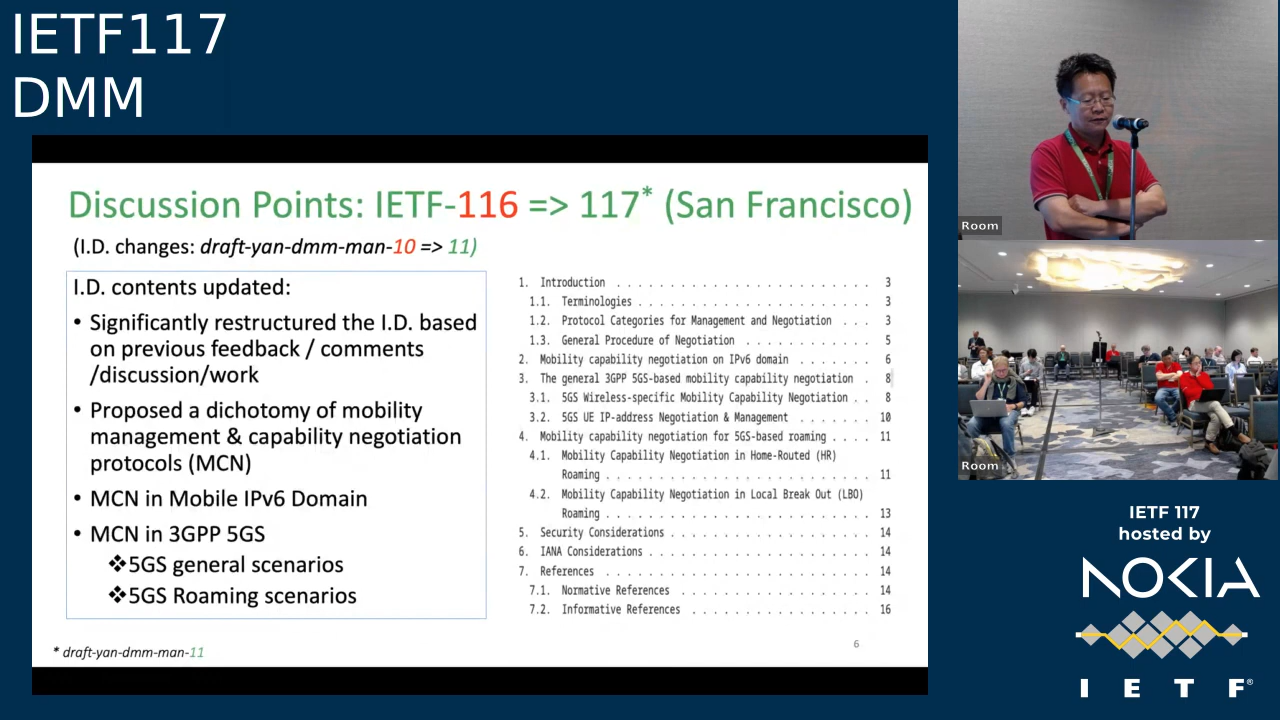 IETF117
DMM
Discussion Points: IETF-116 => 117* (San Francisco)
(I.D. changes: draft-yan-dmm-man-10 => 11)
I.D. contents updated:
• Significantly restructured the I.D. based
on previous feedback / comments
/discussion/work
• Proposed a dichotomy of mobility
management & capability negotiation
protocols (MCN)
• MCN in Mobile IPv6 Domain
• MCN in 3GPP 5GS
❖5GS general scenarios
❖5GS Roaming scenarios
1. Introduction . . . . . . . . . . . . . . . . . . . . . . . . 3
1.1. Terminologies . . . . . . . . . . . . . . . . . . . . . 3
1.2. Protocol Categories for Management and Negotiation . . . 3
1.3. General Procedure of Negotiation . . . . . . . . . . . . 5
2. Mobility capability negotiation on IPv6 domain . . . . . . . 6
3. The general 3GPP 5GS-based mobility capability negotiation . 8
3.1. 5GS Wireless-specific Mobility Capability Negotiation . . 8
3.2. 5GS UE IP-address Negotiation & Management . . . . . . . 10
4. Mobility capability negotiation for 5GS-based roaming . . . . 11
4.1. Mobility Capability Negotiation in Home-Routed (HR)
Roaming . . . . . . . . . . . . . . . . . . . . . . . . 11
4.2. Mobility Capability Negotiation in Local Break Out (LBO)
Roaming . . . . . . . . . . . . . . . . . . . . . . . . 13
5. Security Considerations . . . . . . . . . . . . . . . . . . . 14
6. IANA Considerations . . . . . . . . . . . . . . . . . . . . . 14
7. References . . . . . . . . . . . . . . . . . . . . . . . . . 14
7.1. Normative References . . . . . . . . . . . . . . . . . . 14
7.2. Informative References . . . . . . . . . . . . . . . . . 16
* draft-yan-dmm-man-11
6
Room
Room
IETF 117
hosted by
NOKIA
I E T F®